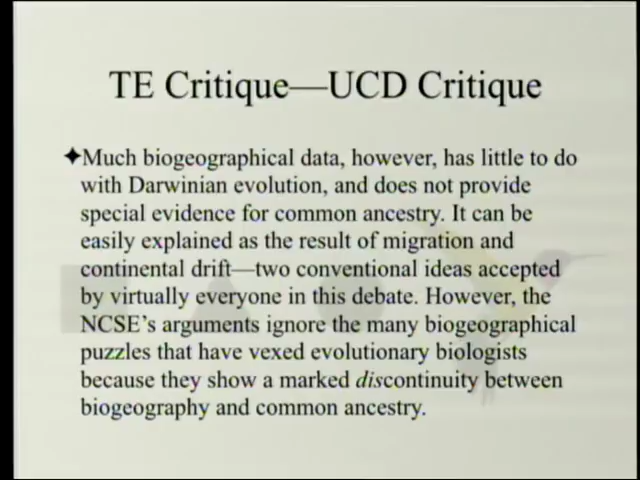 TE Critique—UCD Critique
✦Much biogeographical data, however, has little to do
with Darwinian evolution, and does not provide
special evidence for common ancestry. It can be
easily explained as the result of migration and
continental drift—two conventional ideas accepted
by virtually everyone in this debate. However, the
NCSE's arguments ignore the many biogeographical
puzzles that have vexed evolutionary biologists
because they show a marked discontinuity between
biogeography and common ancestry.